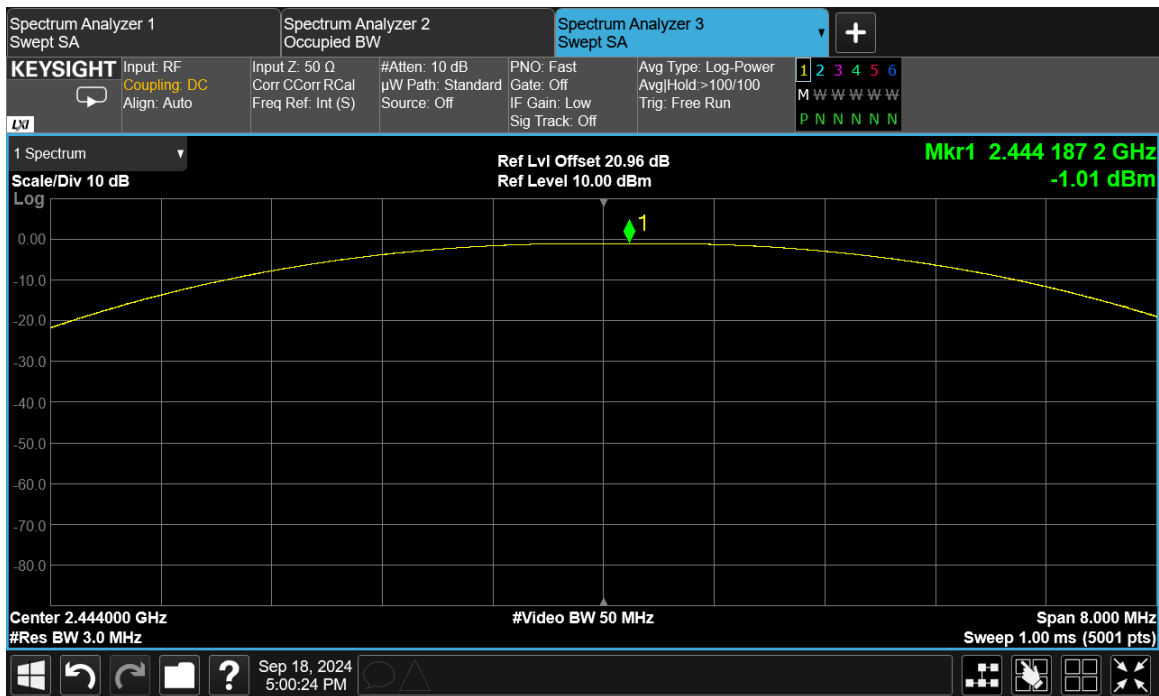 Spectrum Analyzer 1
Swept SA
Spectrum Analyzer 2
Occupied BW
Spectrum Analyzer 3
Swept SA
KEYSIGHT
LXI
Input: RF
Coupling: DC
Align: Auto
Input Z: 50 Ω
Corr CCorr RCal
Freq Ref: Int (S)
#Atten: 10 dB
µW Path: Standard
Source: Off
PNO: Fast
Gate: Off
IF Gain: Low
Sig Track: Off
Avg Type: Log-Power
Avg|Hold:>100/100
Trig: Free Run
1 2 3 4 5 6
M W W W W W
P N N N N N
1 Spectrum
Scale/Div 10 dB
Log
Ref Lvl Offset 20.96 dB
Ref Level 10.00 dBm
Mkr1 2.444 187 2 GHz
-1.01 dBm
1
0.00
-10.0
-20.0
-30.0
-40.0
-50.0
-60.0
-70.0
-80.0
Center 2.444000 GHz
#Res BW 3.0 MHz
#Video BW 50 MHz
Span 8.000 MHz
Sweep 1.00 ms (5001 pts)
?
Sep 18, 2024
5:00:24 PM